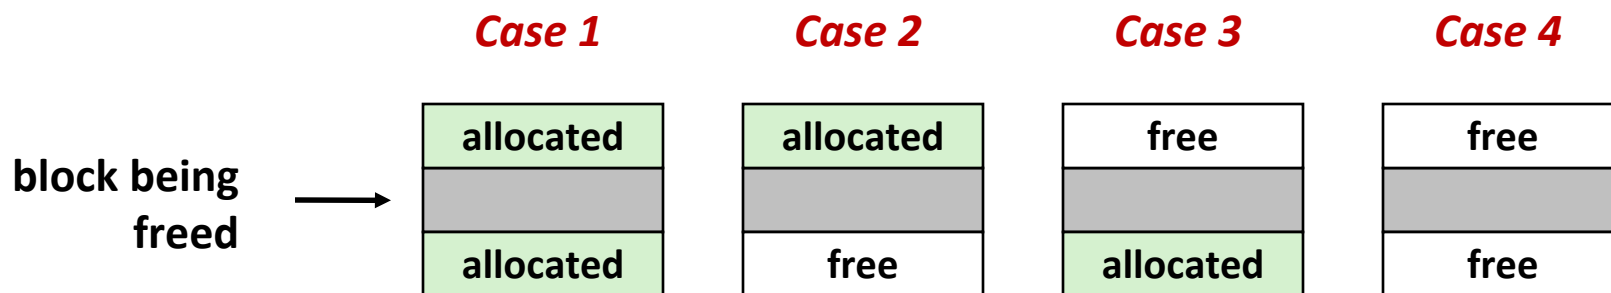 Case 1 Case 2 Case 3 Case 4
allocated allocated free free
block being
freed
allocated free allocated free